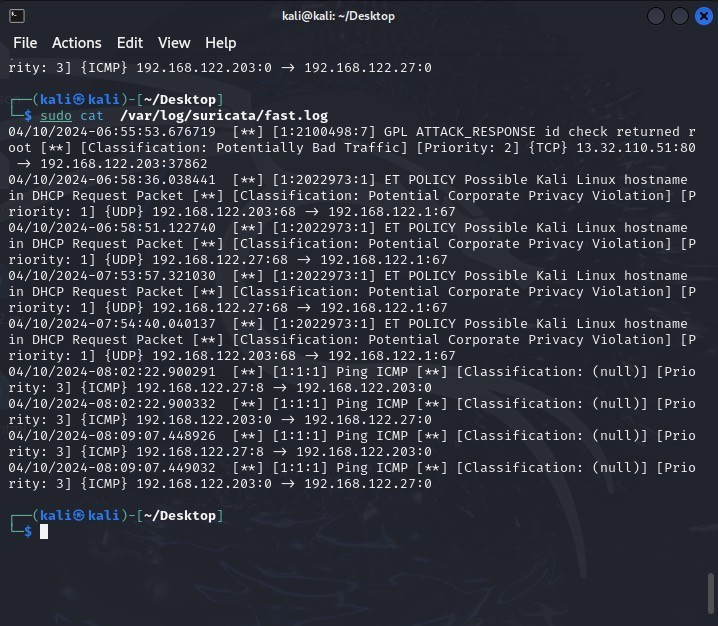 kali@kali: ~/Desktop
File Actions Edit View Help
rity: 3] {ICMP} 192.168.122.203:0 → 192.168.122.27:0
┌──(kali㉿kali)-[~/Desktop]
└─$ sudo cat  /var/log/suricata/fast.log
04/10/2024-06:55:53.676719  [**] [1:2100498:7] GPL ATTACK_RESPONSE id check returned r
oot [**] [Classification: Potentially Bad Traffic] [Priority: 2] {TCP} 13.32.110.51:80
 → 192.168.122.203:37862
04/10/2024-06:58:36.038441  [**] [1:2022973:1] ET POLICY Possible Kali Linux hostname
in DHCP Request Packet [**] [Classification: Potential Corporate Privacy Violation] [P
riority: 1] {UDP} 192.168.122.203:68 → 192.168.122.1:67
04/10/2024-06:58:51.122740  [**] [1:2022973:1] ET POLICY Possible Kali Linux hostname
in DHCP Request Packet [**] [Classification: Potential Corporate Privacy Violation] [P
riority: 1] {UDP} 192.168.122.27:68 → 192.168.122.1:67
04/10/2024-07:53:57.321030  [**] [1:2022973:1] ET POLICY Possible Kali Linux hostname
in DHCP Request Packet [**] [Classification: Potential Corporate Privacy Violation] [P
riority: 1] {UDP} 192.168.122.27:68 → 192.168.122.1:67
04/10/2024-07:54:40.040137  [**] [1:2022973:1] ET POLICY Possible Kali Linux hostname
in DHCP Request Packet [**] [Classification: Potential Corporate Privacy Violation] [P
riority: 1] {UDP} 192.168.122.203:68 → 192.168.122.1:67
04/10/2024-08:02:22.900291  [**] [1:1:1] Ping ICMP [**] [Classification: (null)] [Prio
rity: 3] {ICMP} 192.168.122.27:8 → 192.168.122.203:0
04/10/2024-08:02:22.900332  [**] [1:1:1] Ping ICMP [**] [Classification: (null)] [Prio
rity: 3] {ICMP} 192.168.122.203:0 → 192.168.122.27:0
04/10/2024-08:09:07.448926  [**] [1:1:1] Ping ICMP [**] [Classification: (null)] [Prio
rity: 3] {ICMP} 192.168.122.27:8 → 192.168.122.203:0
04/10/2024-08:09:07.449032  [**] [1:1:1] Ping ICMP [**] [Classification: (null)] [Prio
rity: 3] {ICMP} 192.168.122.203:0 → 192.168.122.27:0
┌──(kali㉿kali)-[~/Desktop]
└─$